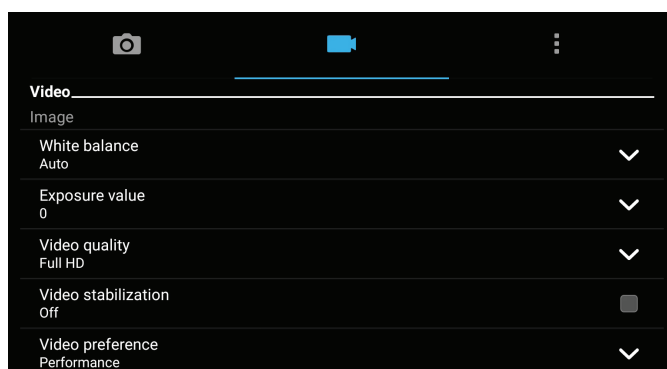 Video
Image
White balance
Auto
Exposure value
0
Video quality
Full HD
Video stabilization
Off
Video preference
Performance